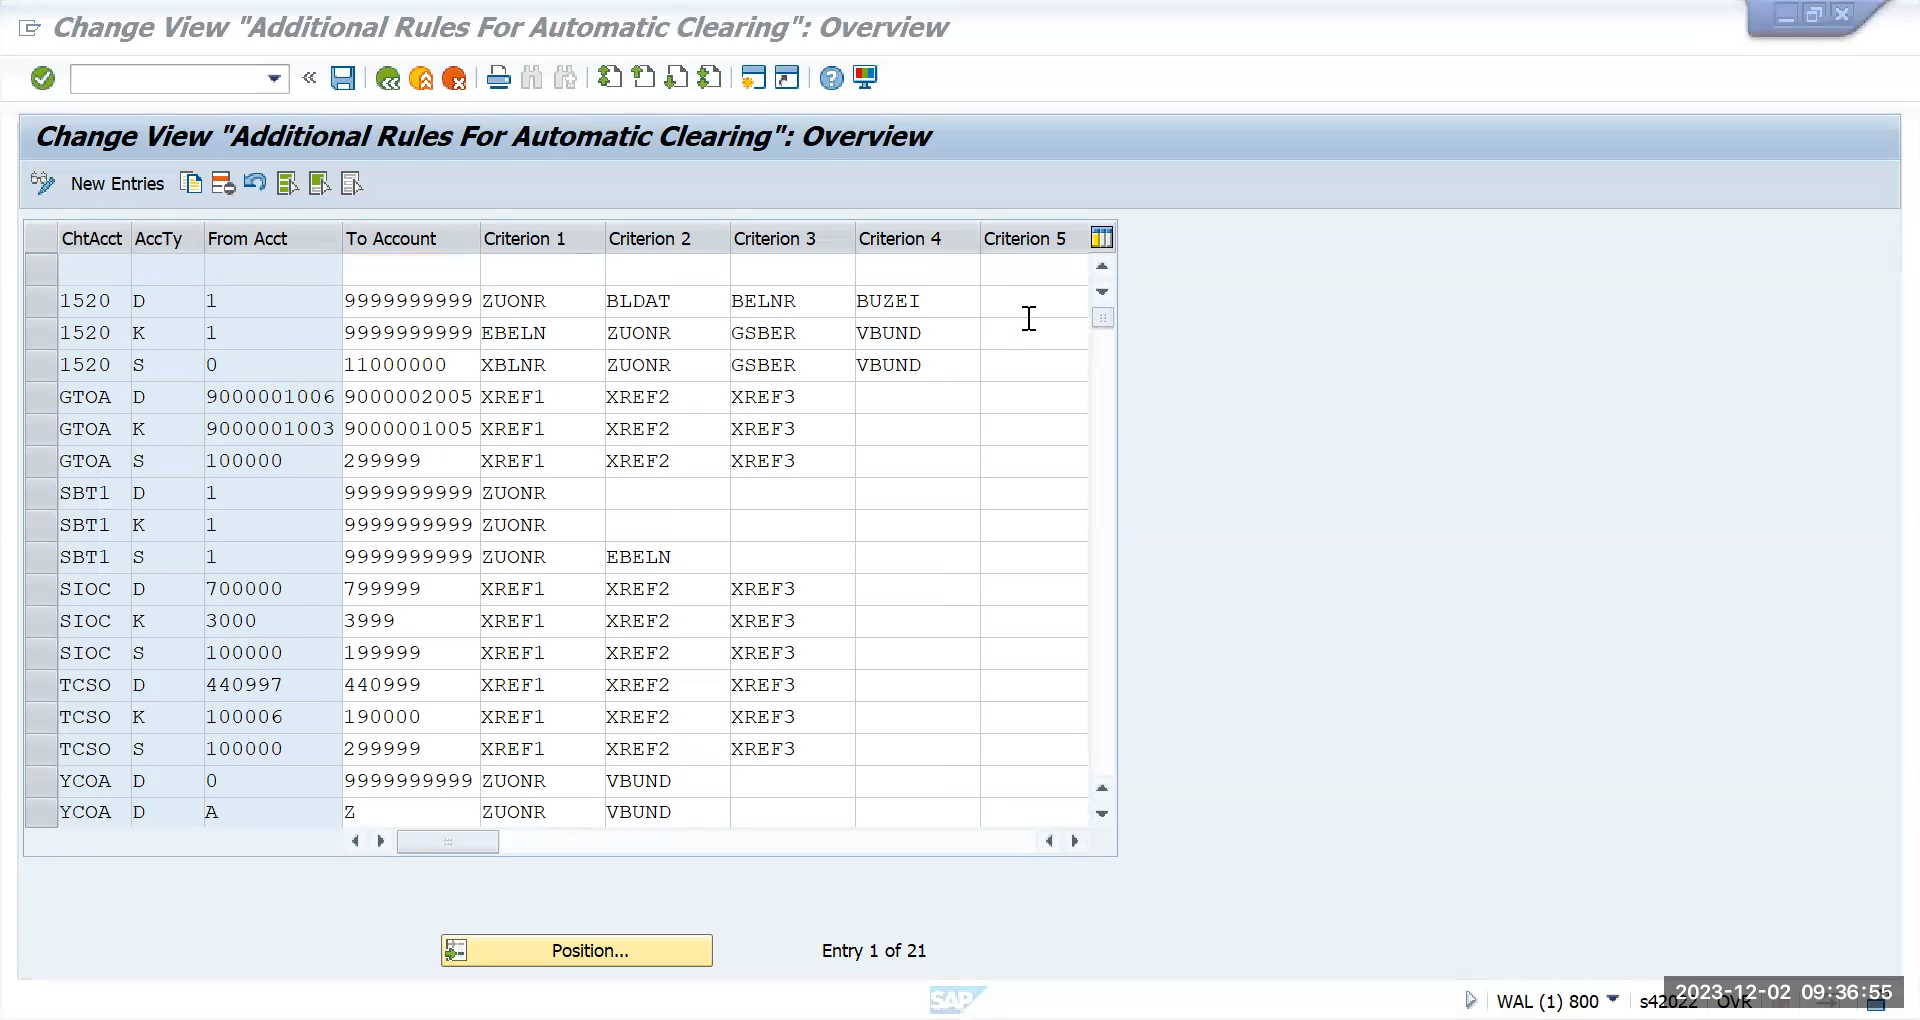 Change View "Additional Rules For Automatic Clearing": Overview
Change View "Additional Rules For Automatic Clearing": Overview
New Entries
ChtAcct AccTy From Acct To Account Criterion 1 Criterion 2 Criterion 3 Criterion 4 Criterion 5
1520 D 1 9999999999 ZUONR BLDAT BELNR BUZEI
1520 K 1 9999999999 EBELN ZUONR GSBER VBUND
1520 S 0 11000000 XBLNR ZUONR GSBER VBUND
GTOA D 9000001006 9000002005 XREF1 XREF2 XREF3
GTOA K 9000001003 9000001005 XREF1 XREF2 XREF3
GTOA S 100000 299999 XREF1 XREF2 XREF3
SBT1 D 1 9999999999 ZUONR
SBT1 K 1 9999999999 ZUONR
SBT1 S 1 9999999999 ZUONR EBELN
SIOC D 700000 799999 XREF1 XREF2 XREF3
SIOC K 3000 3999 XREF1 XREF2 XREF3
SIOC S 100000 199999 XREF1 XREF2 XREF3
TCSO D 440997 440999 XREF1 XREF2 XREF3
TCSO K 100006 190000 XREF1 XREF2 XREF3
TCSO S 100000 299999 XREF1 XREF2 XREF3
YCOA D 0 9999999999 ZUONR VBUND
YCOA D A Z ZUONR VBUND
Position... Entry 1 of 21
SAP WAL (1) 800 s42022 OVR
2023-12-02 09:36:55